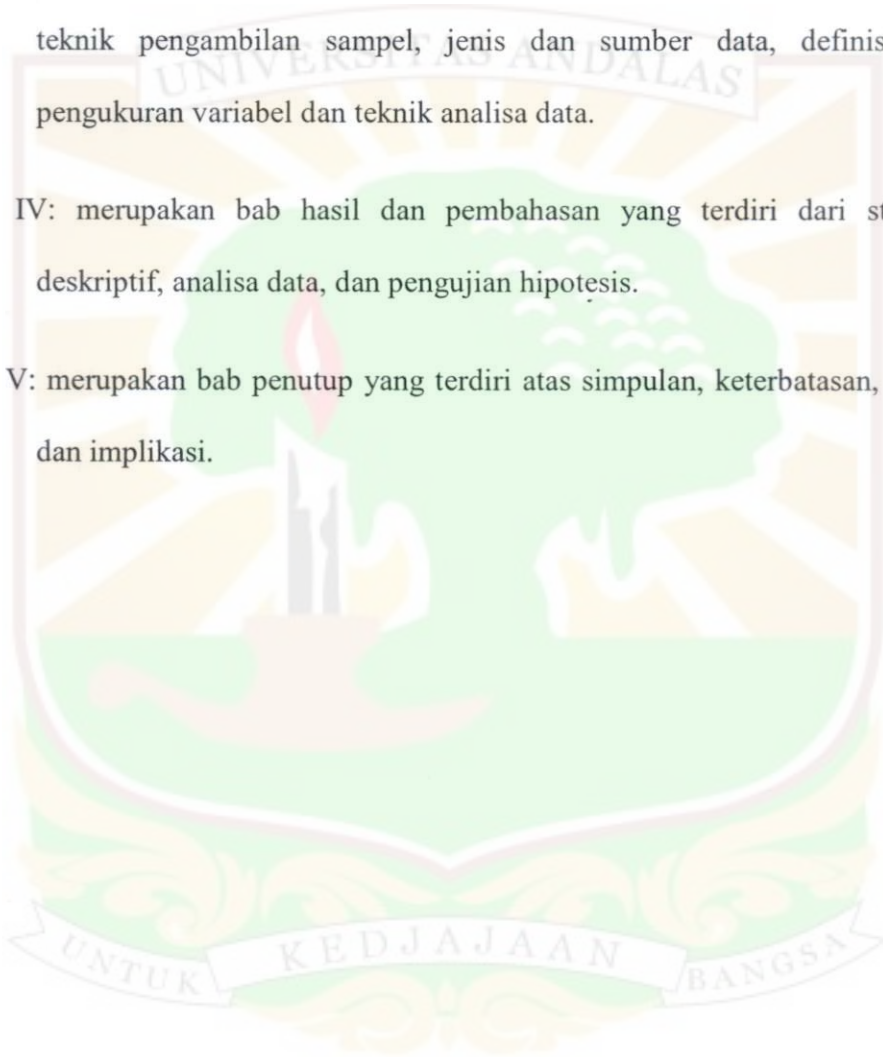 teknik pengambilan sampel, jenis dan sumber data, definis
UNIVERSITAS ANDALAS
pengukuran variabel dan teknik analisa data.
IV: merupakan bab hasil dan pembahasan yang terdiri dari st
deskriptif, analisa data, dan pengujian hipotesis.
V: merupakan bab penutup yang terdiri atas simpulan, keterbatasan,
dan implikasi.
UNTUK KEDJAJAAN BANGSA